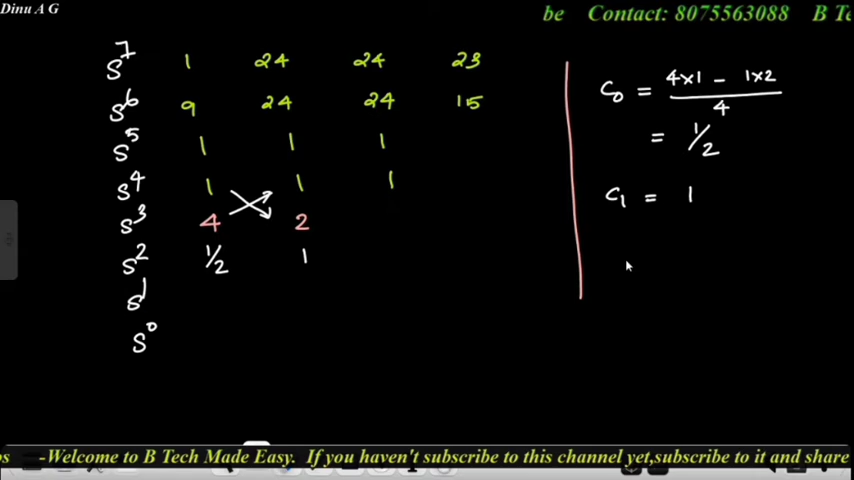 Dinu A G
be Contact: 8075563088 B Te
s⁷ 1 24 24 23
s⁶ 9 24 24 15
s⁵ 1 1 1
s⁴ 1 1 1
s³ 4 2
s² 1/2 1
s¹
s⁰
c₀ = (4×1 - 1×2)/4
= 1/2
c₁ = 1
os -Welcome to B Tech Made Easy. If you haven't subscribe to this channel yet,subscribe to it and share